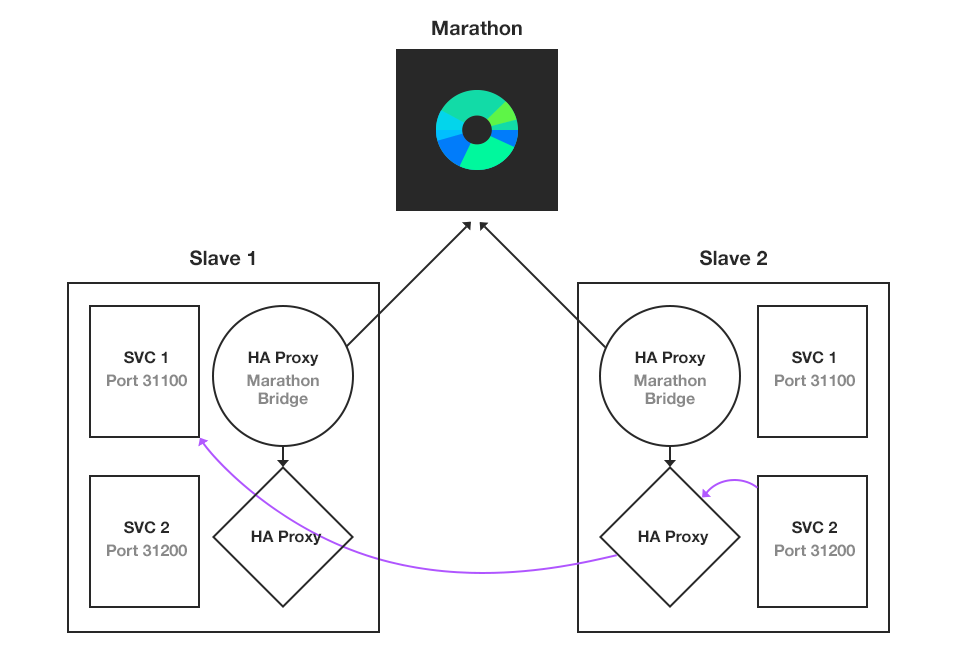 Marathon
Slave 1
SVC 1
Port 31100
HA Proxy
Marathon
Bridge
SVC 2
Port 31200
HA Proxy
Slave 2
HA Proxy
Marathon
Bridge
SVC 1
Port 31100
HA Proxy
SVC 2
Port 31200